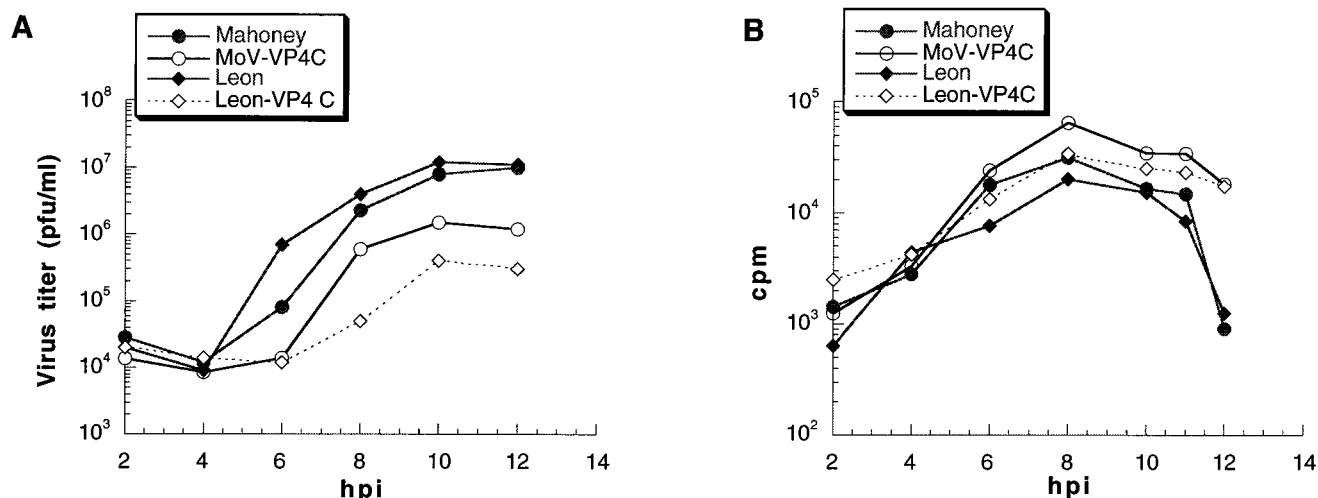 A
Mahoney
MoV-VP4C
Leon
Leon-VP4 C
10^8
10^7
10^6
10^5
10^4
10^3
Virus titer (pfu/ml)
2 4 6 8 10 12 14
hpi
B
Mahoney
MoV-VP4C
Leon
Leon-VP4C
10^5
10^4
10^3
10^2
cpm
2 4 6 8 10 12 14
hpi